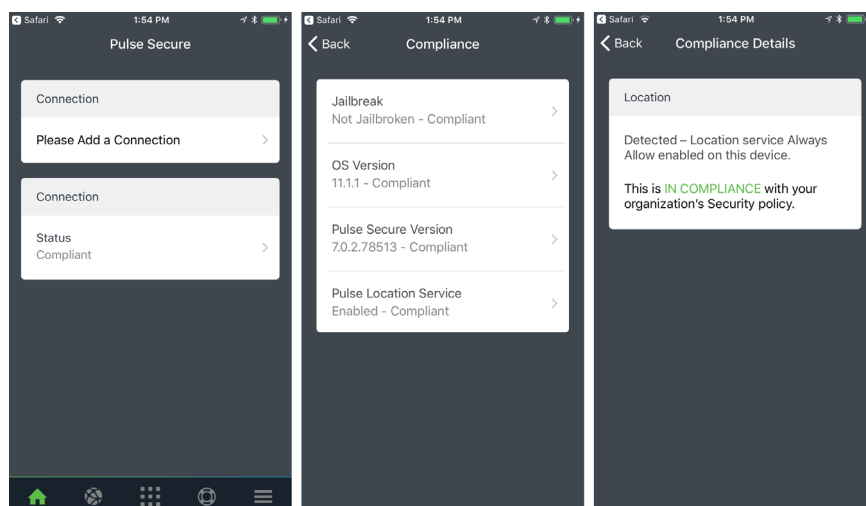 Safari 1:54 PM
Pulse Secure
Connection
Please Add a Connection
Connection
Status
Compliant
Safari 1:54 PM
Back Compliance
Jailbreak
Not Jailbroken - Compliant
OS Version
11.1.1 - Compliant
Pulse Secure Version
7.0.2.78513 - Compliant
Pulse Location Service
Enabled - Compliant
Safari 1:54 PM
Back Compliance Details
Location
Detected – Location service Always
Allow enabled on this device.
This is IN COMPLIANCE with your
organization's Security policy.